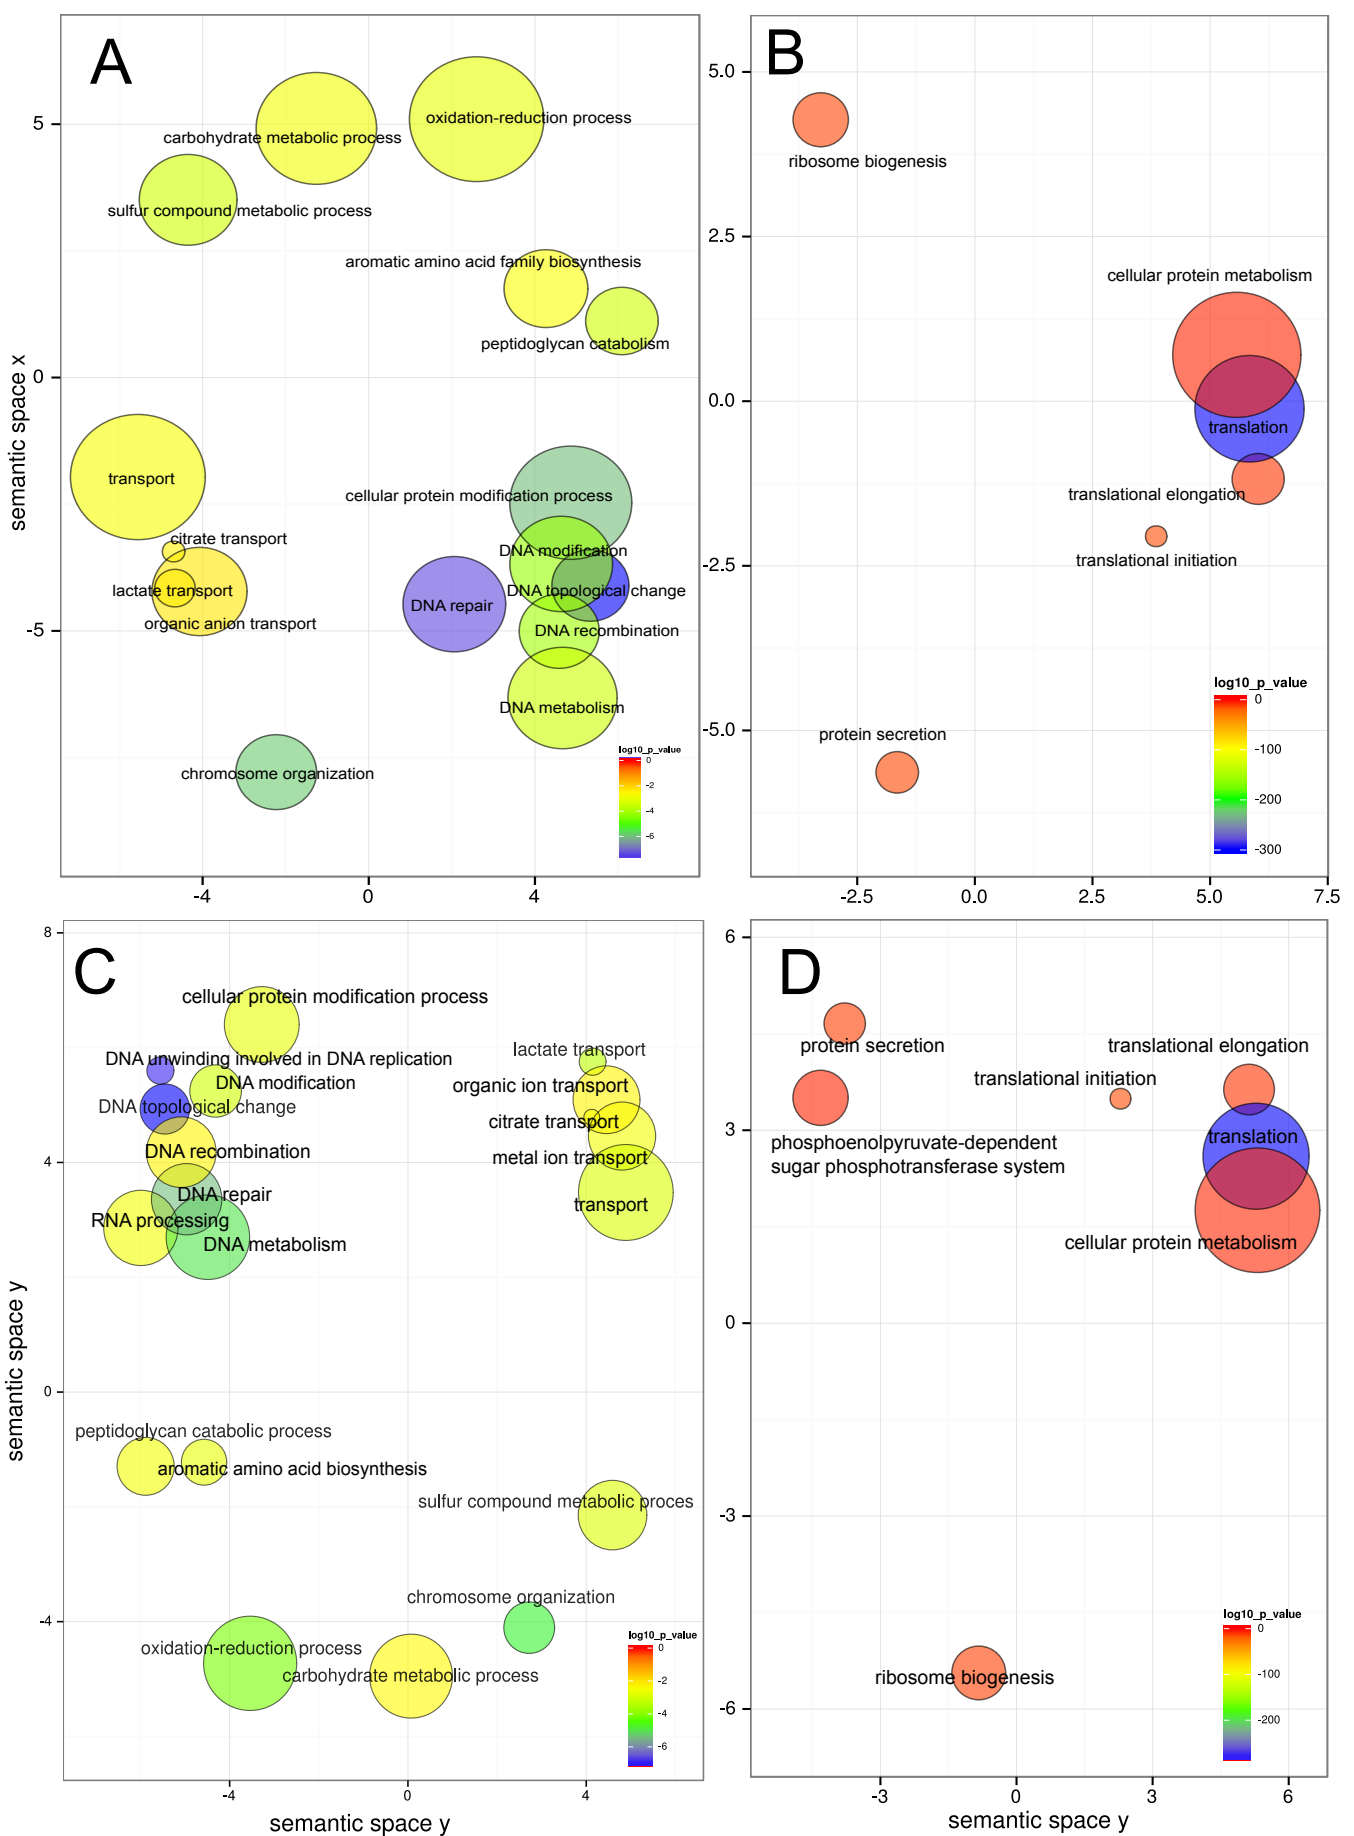 A
carbohydrate metabolic process
oxidation-reduction process
sulfur compound metabolic process
aromatic amino acid family biosynthesis
peptidoglycan catabolism
transport
cellular protein modification process
citrate transport
DNA modification
lactate transport
DNA topological change
DNA repair
organic anion transport
DNA recombination
DNA metabolism
chromosome organization
log10_p_value
0
-2
-4
-6
5
0
-5
-4
0
4
semantic space x
B
ribosome biogenesis
cellular protein metabolism
translation
translational elongation
translational initiation
protein secretion
log10_p_value
0
-100
-200
-300
5.0
2.5
0.0
-2.5
-5.0
-2.5
0.0
2.5
5.0
7.5
C
cellular protein modification process
DNA unwinding involved in DNA replication
DNA modification
DNA topological change
DNA recombination
DNA repair
RNA processing
DNA metabolism
lactate transport
organic ion transport
citrate transport
metal ion transport
transport
peptidoglycan catabolic process
aromatic amino acid biosynthesis
sulfur compound metabolic proces
chromosome organization
oxidation-reduction process
carbohydrate metabolic process
log10_p_value
0
-2
-4
-6
8
4
0
-4
-4
0
4
semantic space y
semantic space y
D
protein secretion
translational elongation
translational initiation
phosphoenolpyruvate-dependent
sugar phosphotransferase system
translation
cellular protein metabolism
ribosome biogenesis
log10_p_value
0
-100
-200
6
3
0
-3
-6
-3
0
3
6
semantic space y